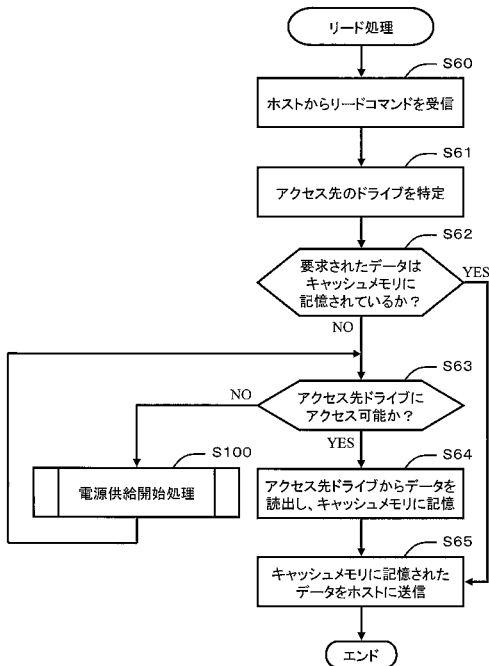 リード処理
S60
ホストからリードコマンドを受信
S61
アクセス先のドライブを特定
S62
要求されたデータは
キャッシュメモリに
記憶されているか？
YES
NO
S63
アクセス先ドライブに
アクセス可能か？
NO
YES
S100
電源供給開始処理
S64
アクセス先ドライブからデータを
読出し、キャッシュメモリに記憶
S65
キャッシュメモリに記憶された
データをホストに送信
エンド